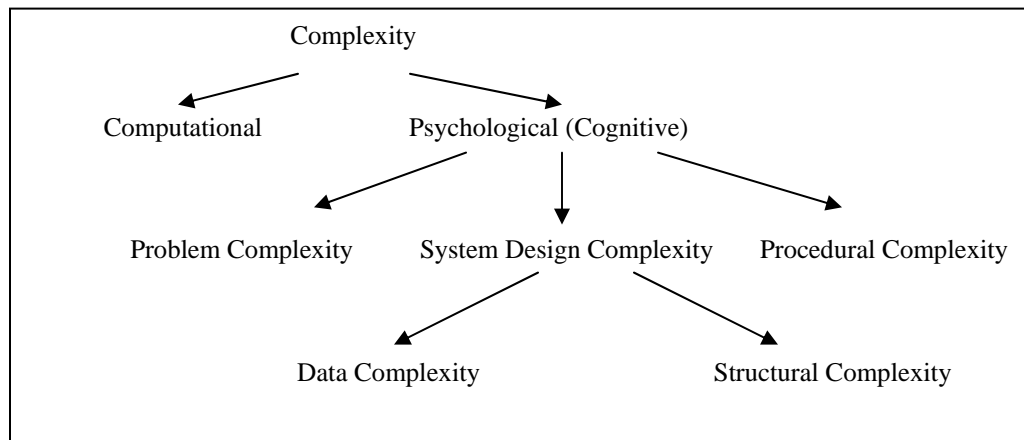 Complexity
Computational Psychological (Cognitive)
Problem Complexity System Design Complexity Procedural Complexity
Data Complexity Structural Complexity